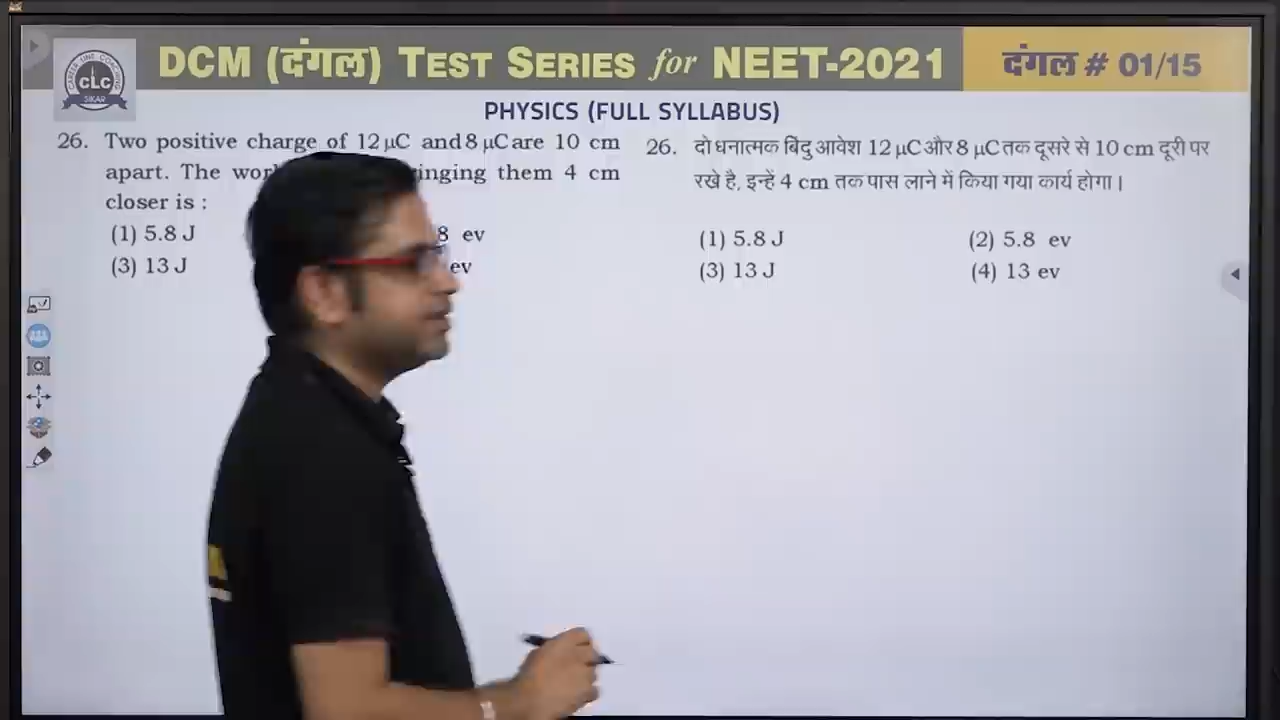 DCM (दंगल) TEST SERIES for NEET-2021
दंगल # 01/15
CLC
SIKAR
PHYSICS (FULL SYLLABUS)
26. Two positive charge of 12 μC and 8 μC are 10 cm
apart. The them 4 cm
closer is :
(1) 5.8 J 8 ev
(3) 13 J ev
26. दो धनात्मक बिंदु आवेश 12 μC और 8 μC तक दूसरे से 10 cm दूरी पर
रखे है, इन्हें 4 cm तक पास लाने में किया गया कार्य होगा।
(1) 5.8 J (2) 5.8 ev
(3) 13 J (4) 13 ev